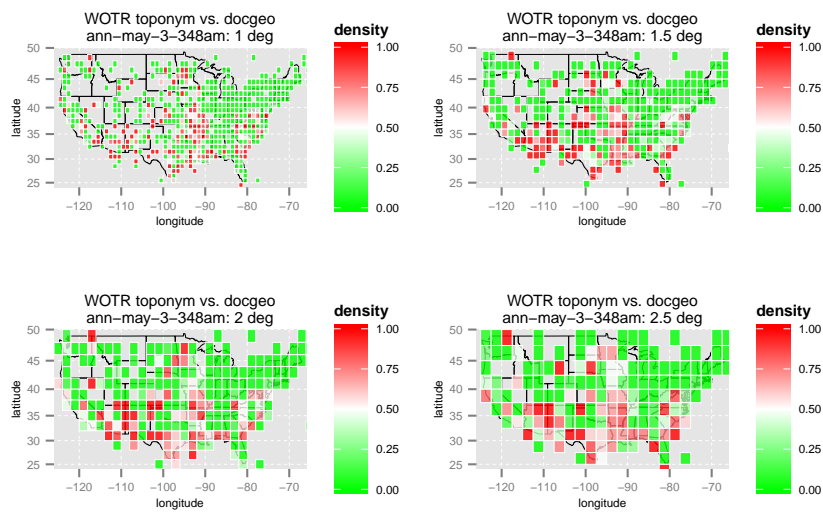 WOTR toponym vs. docgeo
ann−may−3−348am: 1 deg
density
50
45
40
35
30
25
latitude
1.00
0.75
0.50
0.25
0.00
−120 −110 −100 −90 −80 −70
longitude
WOTR toponym vs. docgeo
ann−may−3−348am: 1.5 deg
density
50
45
40
35
30
25
latitude
1.00
0.75
0.50
0.25
0.00
−120 −110 −100 −90 −80 −70
longitude
WOTR toponym vs. docgeo
ann−may−3−348am: 2 deg
density
50
45
40
35
30
25
latitude
1.00
0.75
0.50
0.25
0.00
−120 −110 −100 −90 −80 −70
longitude
WOTR toponym vs. docgeo
ann−may−3−348am: 2.5 deg
density
50
45
40
35
30
25
latitude
1.00
0.75
0.50
0.25
0.00
−120 −110 −100 −90 −80 −70
longitude